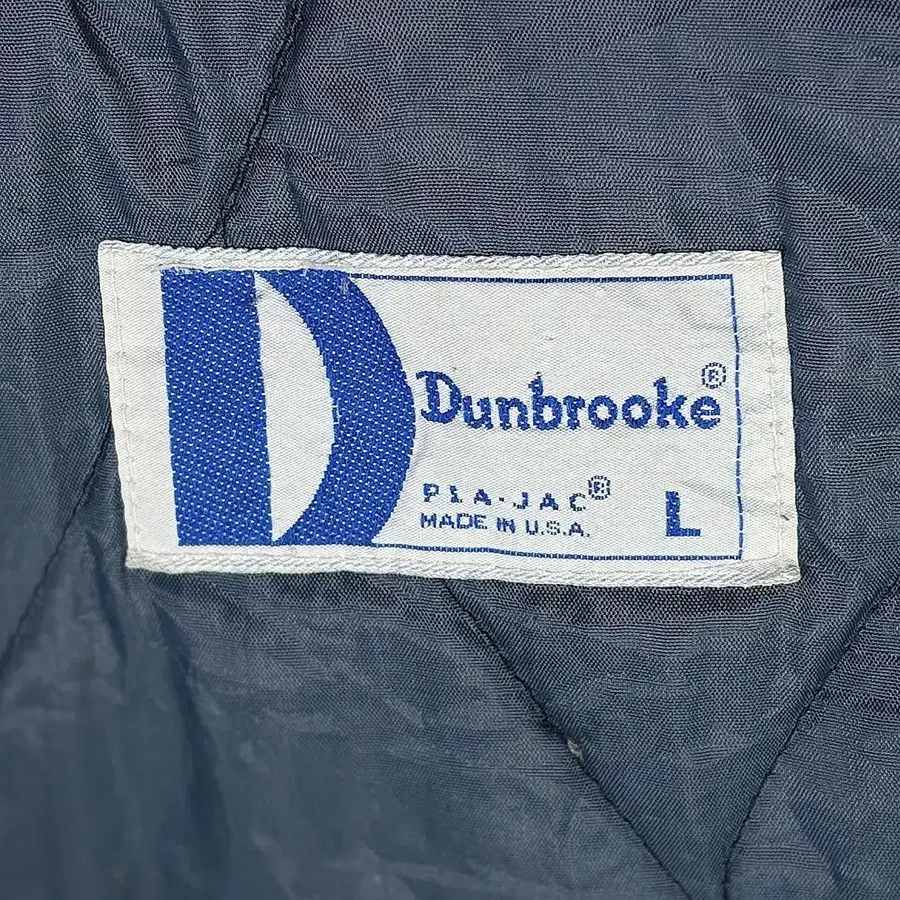 D
Dunbrooke®
PLA-JAC®
MADE IN U.S.A.
L